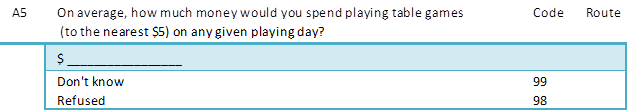 A5 On average, how much money would you spend playing table games Code Route
(to the nearest $5) on any given playing day?
$ _________________
Don't know 99
Refused 98